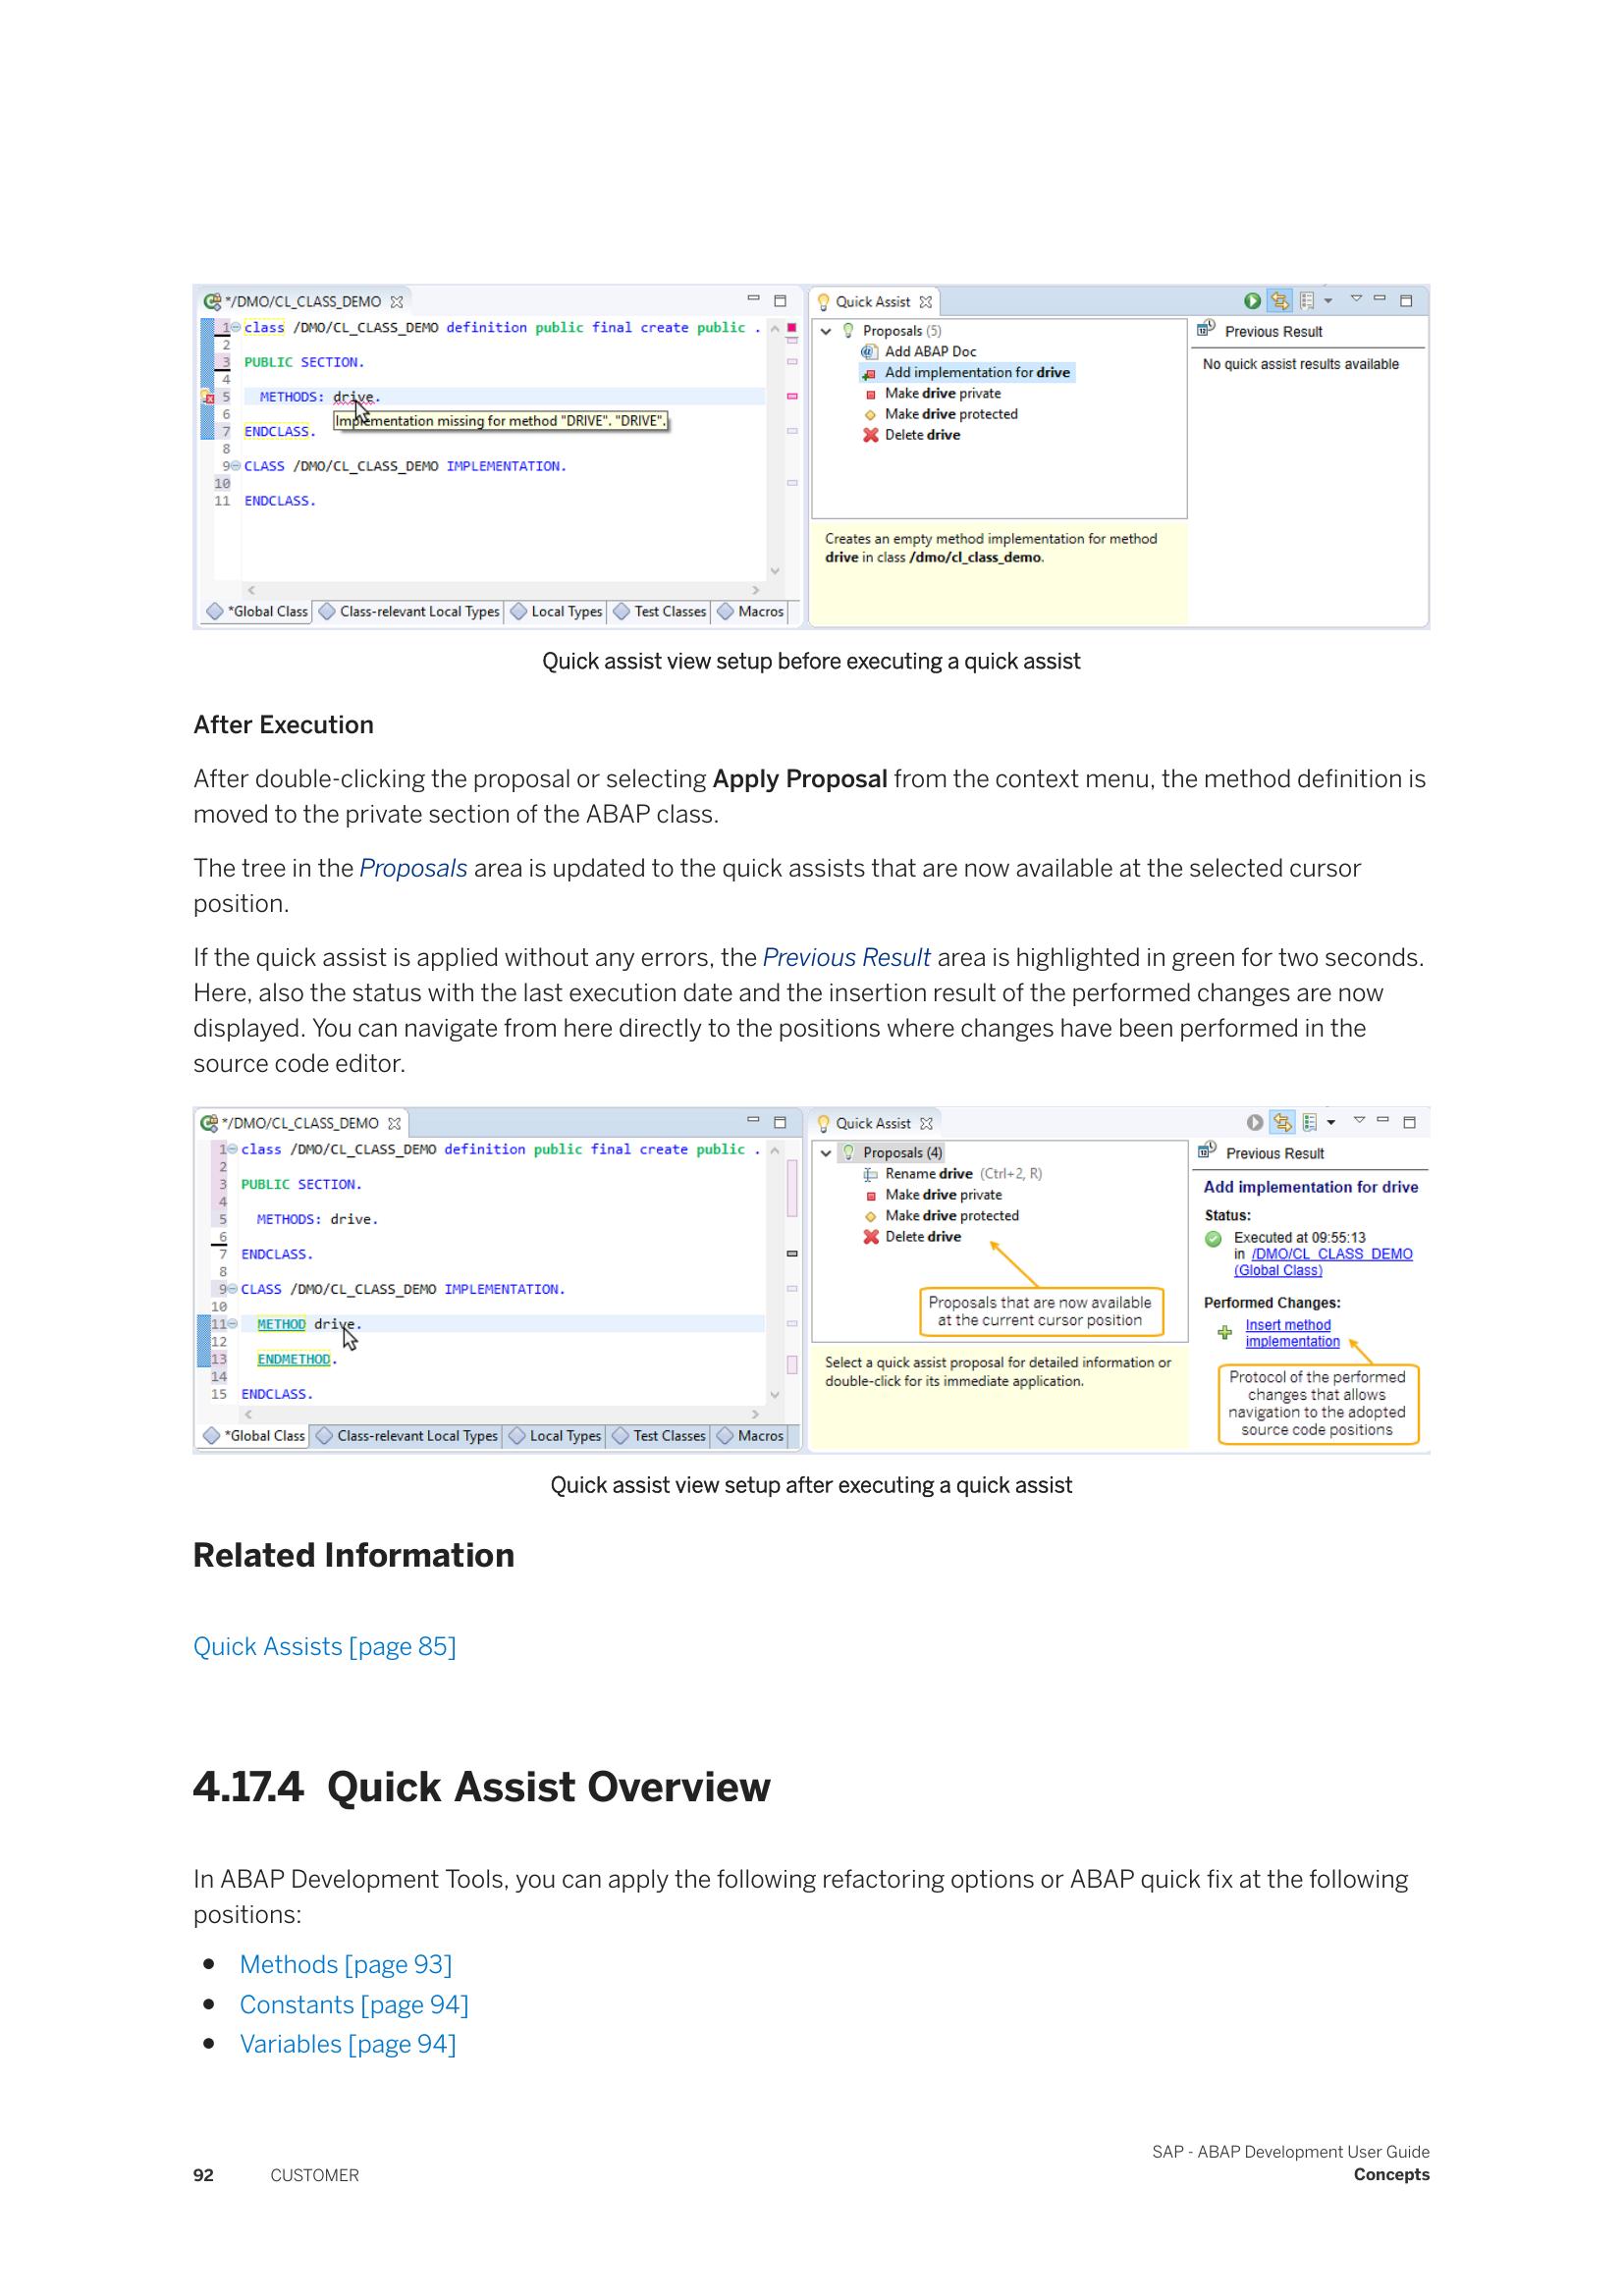 */DMO/CL_CLASS_DEMO
1 class /DMO/CL_CLASS_DEMO definition public final create public .
2
3 PUBLIC SECTION.
4
5 METHODS: drive.
Implementation missing for method "DRIVE". "DRIVE".
6
7 ENDCLASS.
8
9 CLASS /DMO/CL_CLASS_DEMO IMPLEMENTATION.
10
11 ENDCLASS.
*Global Class Class-relevant Local Types Local Types Test Classes Macros
Quick Assist
Proposals (5)
Add ABAP Doc
Add implementation for drive
Make drive private
Make drive protected
Delete drive
Creates an empty method implementation for method
drive in class /dmo/cl_class_demo.
Previous Result
No quick assist results available
Quick assist view setup before executing a quick assist
After Execution
After double-clicking the proposal or selecting Apply Proposal from the context menu, the method definition is
moved to the private section of the ABAP class.
The tree in the Proposals area is updated to the quick assists that are now available at the selected cursor
position.
If the quick assist is applied without any errors, the Previous Result area is highlighted in green for two seconds.
Here, also the status with the last execution date and the insertion result of the performed changes are now
displayed. You can navigate from here directly to the positions where changes have been performed in the
source code editor.
*/DMO/CL_CLASS_DEMO
1 class /DMO/CL_CLASS_DEMO definition public final create public .
2
3 PUBLIC SECTION.
4
5 METHODS: drive.
6
7 ENDCLASS.
8
9 CLASS /DMO/CL_CLASS_DEMO IMPLEMENTATION.
10
11 METHOD drive.
12
13 ENDMETHOD.
14
15 ENDCLASS.
*Global Class Class-relevant Local Types Local Types Test Classes Macros
Quick Assist
Proposals (4)
Rename drive (Ctrl+2, R)
Make drive private
Make drive protected
Delete drive
Proposals that are now available
at the current cursor position
Select a quick assist proposal for detailed information or
double-click for its immediate application.
Previous Result
Add implementation for drive
Status:
Executed at 09:55:13
in /DMO/CL_CLASS_DEMO
(Global Class)
Performed Changes:
Insert method
implementation
Protocol of the performed
changes that allows
navigation to the adopted
source code positions
Quick assist view setup after executing a quick assist
Related Information
Quick Assists [page 85]
4.17.4 Quick Assist Overview
In ABAP Development Tools, you can apply the following refactoring options or ABAP quick fix at the following
positions:
• Methods [page 93]
• Constants [page 94]
• Variables [page 94]
SAP - ABAP Development User Guide
92 CUSTOMER Concepts